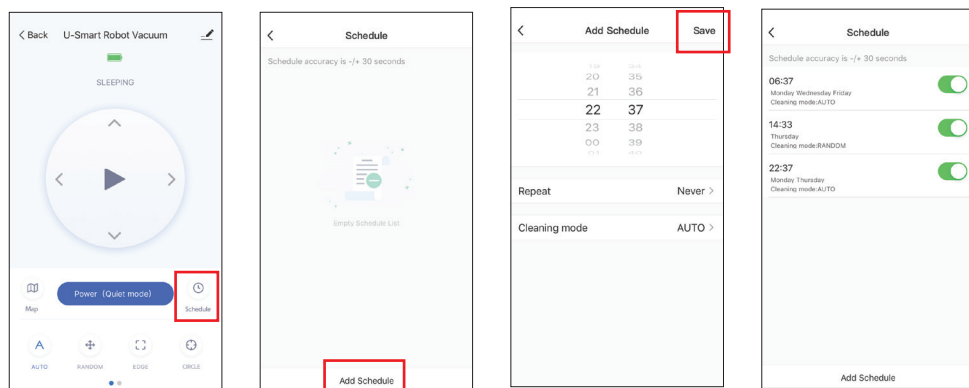 < Back U-Smart Robot Vacuum
SLEEPING
Map
Power (Quiet mode)
Schedule
A
AUTO
RANDOM
EDGE
CIRCLE
Schedule
Schedule accuracy is -/+ 30 seconds
Empty Schedule List
Add Schedule
Add Schedule Save
20 35
21 36
22 37
23 38
00 39
Repeat Never >
Cleaning mode AUTO >
Schedule
Schedule accuracy is -/+ 30 seconds
06:37
Monday Wednesday Friday
Cleaning mode:AUTO
14:33
Thursday
Cleaning mode:RANDOM
22:37
Monday Thursday
Cleaning mode:AUTO
Add Schedule